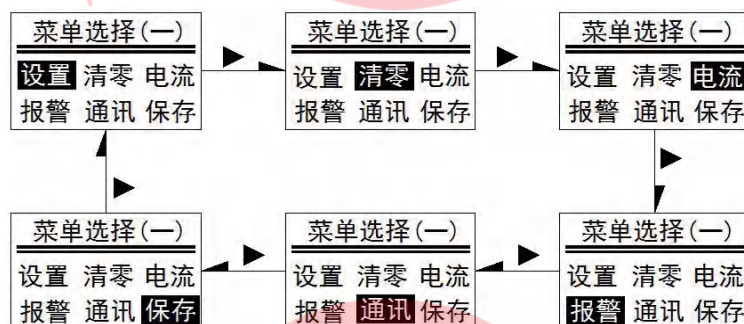 菜单选择(一)
设置 清零 电流
报警 通讯 保存
菜单选择(一)
设置 清零 电流
报警 通讯 保存
菜单选择(一)
设置 清零 电流
报警 通讯 保存
菜单选择(一)
设置 清零 电流
报警 通讯 保存
菜单选择(一)
设置 清零 电流
报警 通讯 保存
菜单选择(一)
设置 清零 电流
报警 通讯 保存